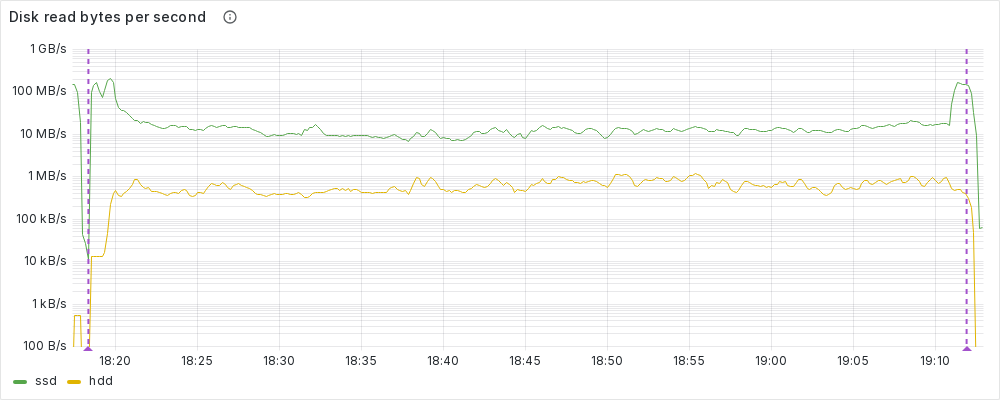 Disk read bytes per second
1 GB/s
100 MB/s
10 MB/s
1 MB/s
100 kB/s
10 kB/s
1 kB/s
100 B/s
18:20 18:25 18:30 18:35 18:40 18:45 18:50 18:55 19:00 19:05 19:10
ssd hdd